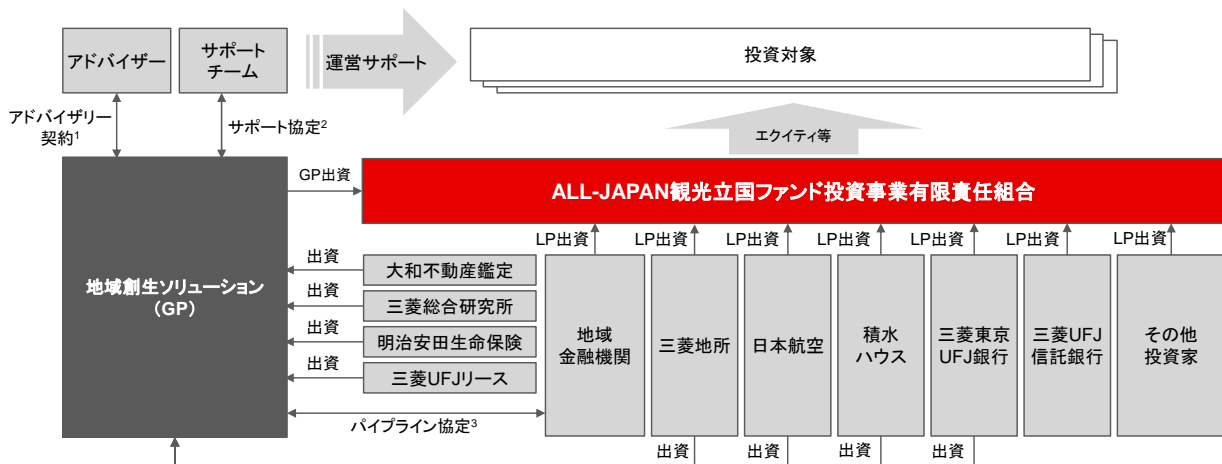 アドバイザー
サポート
チーム
運営サポート
投資対象
アドバイザリー
契約¹
サポート協定²
エクイティ等
GP出資
ALL-JAPAN観光立国ファンド投資事業有限責任組合
LP出資
LP出資
LP出資
LP出資
LP出資
LP出資
LP出資
地域創生ソリューション
(GP)
出資
大和不動産鑑定
出資
三菱総合研究所
出資
明治安田生命保険
出資
三菱UFJリース
地域
金融機関
三菱地所
日本航空
積水
ハウス
三菱東京
UFJ銀行
三菱UFJ
信託銀行
その他
投資家
パイプライン協定³
出資
出資
出資
出資